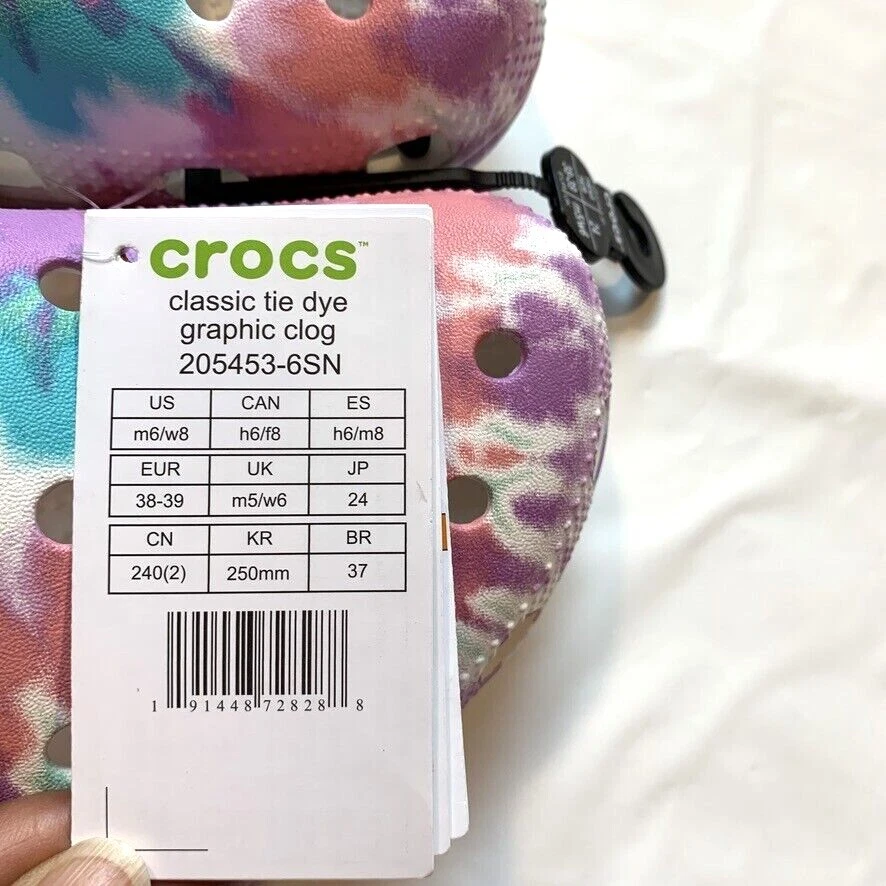 crocs™
classic tie dye
graphic clog
205453-6SN
US CAN ES
m6/w8 h6/f8 h6/m8
EUR UK JP
38-39 m5/w6 24
CN KR BR
240(2) 250mm 37
1 91448 72828 8